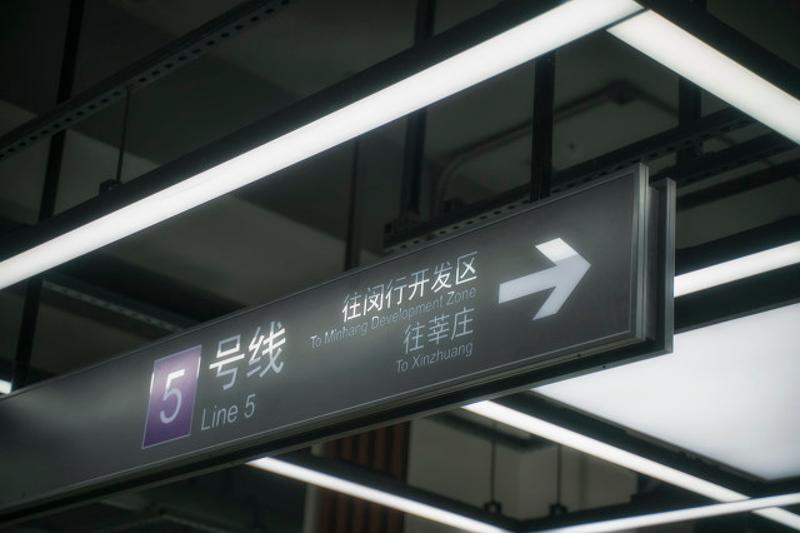 5 号线
Line 5
往闵行开发区
To Minhang Development Zone
往莘庄
To Xinzhuang